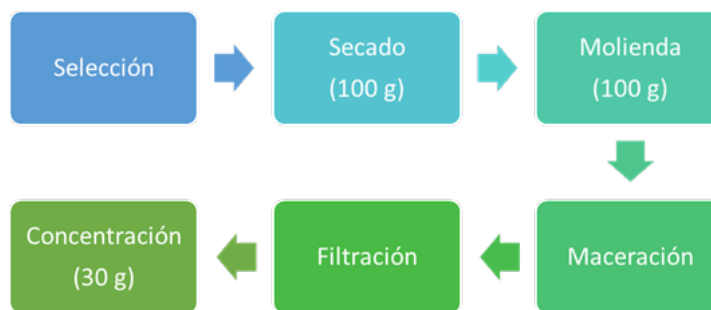 Selección
Secado
(100 g)
Molienda
(100 g)
Maceración
Filtración
Concentración
(30 g)